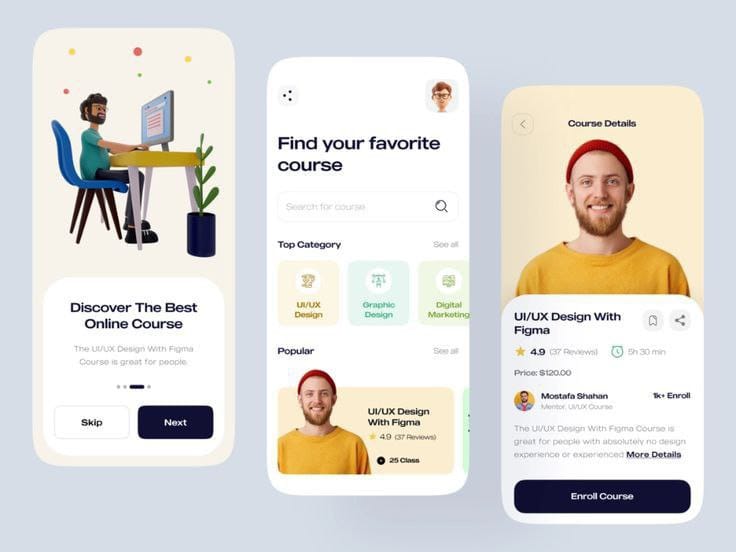 Discover The Best
Online Course
The UI/UX Design With Figma
Course is great for people.
Skip
Next
Find your favorite
course
Search for course
Top Category
See all
UI/UX
Design
Graphic
Design
Digital
Marketing
Popular
See all
UI/UX Design
With Figma
4.9 (37 Reviews)
25 Class
Course Details
UI/UX Design With
Figma
4.9 (37 Reviews)
5h 30 min
Price: $120.00
Mostafa Shahan
1k+ Enroll
Mentor, UI/UX Course
The UI/UX Design With Figma Course is
great for people with absolutely no design
experience or experienced More Details
Enroll Course